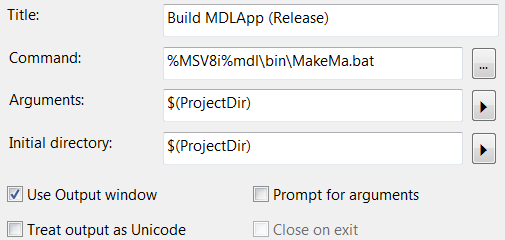 Title: Build MDLApp (Release)
Command: %MSV8i%mdl\bin\MakeMa.bat ...
Arguments: $(ProjectDir)
Initial directory: $(ProjectDir)
Use Output window Prompt for arguments
Treat output as Unicode Close on exit